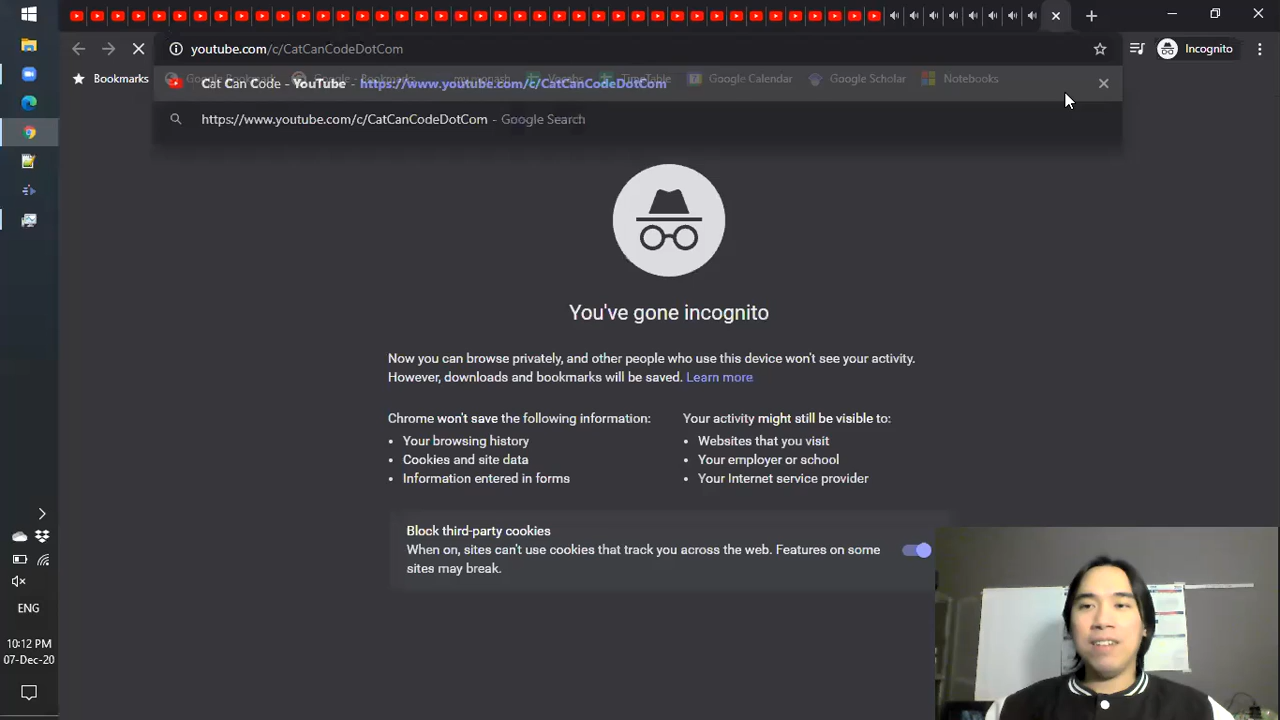 youtube.com/c/CatCanCodeDotCom
Incognito
Bookmarks
Google Calendar
Google Scholar
Notebooks
Cat Can Code - YouTube - https://www.youtube.com/c/CatCanCodeDotCom
https://www.youtube.com/c/CatCanCodeDotCom - Google Search
You've gone incognito
Now you can browse privately, and other people who use this device won't see your activity.
However, downloads and bookmarks will be saved. Learn more
Chrome won't save the following information:
• Your browsing history
• Cookies and site data
• Information entered in forms
Your activity might still be visible to:
• Websites that you visit
• Your employer or school
• Your Internet service provider
Block third-party cookies
When on, sites can't use cookies that track you across the web. Features on some
sites may break.
ENG
10:12 PM
07-Dec-20